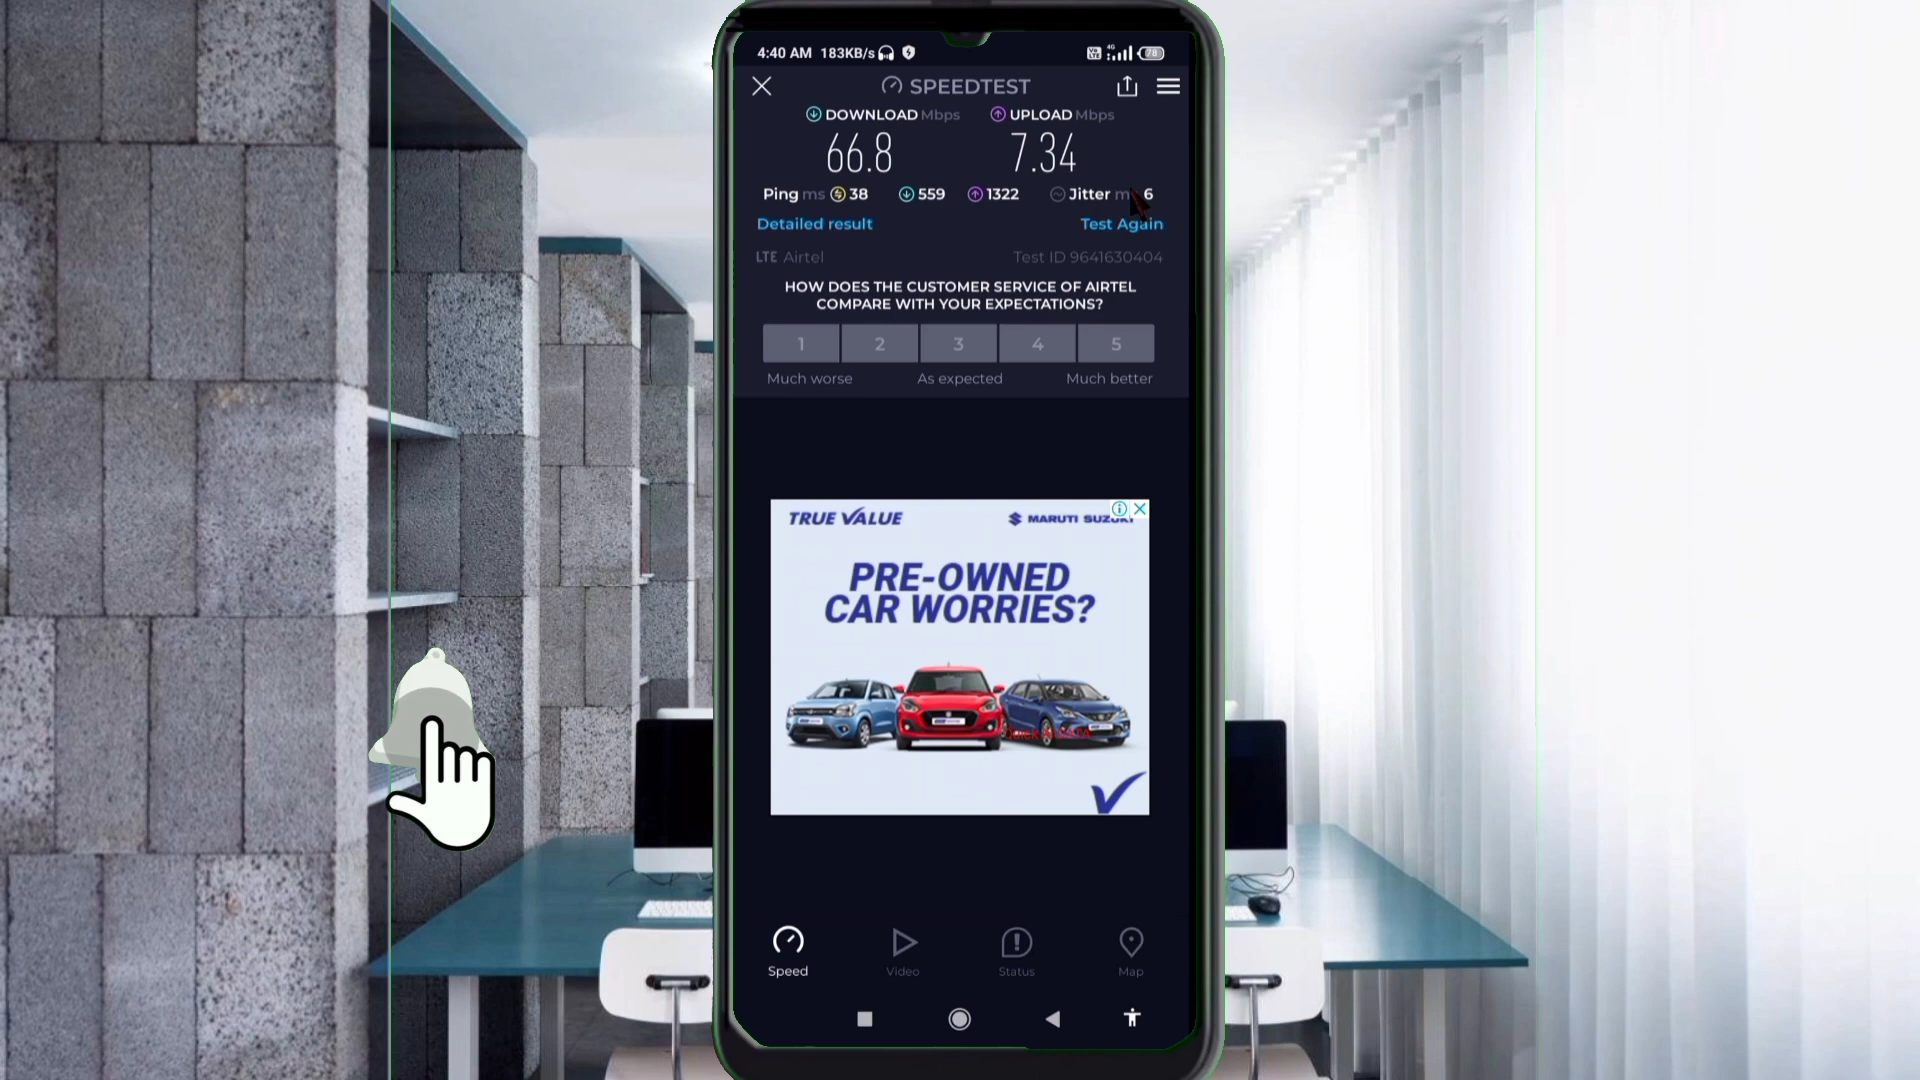 4:40 AM 183KB/s 4G 78
SPEEDTEST
DOWNLOAD Mbps UPLOAD Mbps
66.8 7.34
Ping ms 38 559 1322 Jitter 6
Detailed result Test Again
LTE Airtel Test ID 9641630404
HOW DOES THE CUSTOMER SERVICE OF AIRTEL
COMPARE WITH YOUR EXPECTATIONS?
1 2 3 4 5
Much worse As expected Much better
TRUE VALUE MARUTI SUZUKI
PRE-OWNED
CAR WORRIES?
Speed Video Status Map